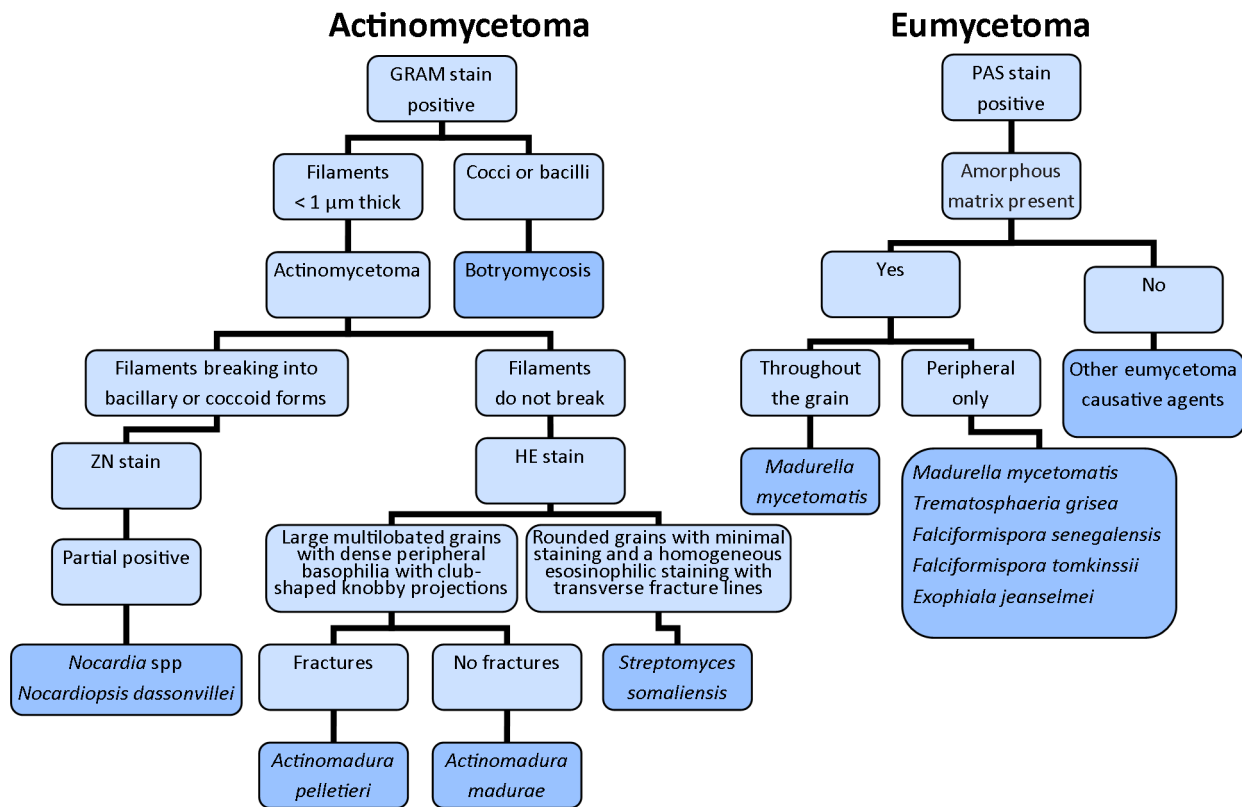 Actinomycetoma
GRAM stain
positive
Filaments
< 1 µm thick
Cocci or bacilli
Actinomycetoma
Botryomycosis
Filaments breaking into
bacillary or coccoid forms
Filaments
do not break
ZN stain
HE stain
Partial positive
Large multilobated grains
with dense peripheral
basophilia with club-
shaped knobby projections
Rounded grains with minimal
staining and a homogeneous
esosinophilic staining with
transverse fracture lines
Nocardia spp
Nocardiopsis dassonvillei
Fractures
No fractures
Streptomyces
somaliensis
Actinomadura
pelletieri
Actinomadura
madurae
Eumycetoma
PAS stain
positive
Amorphous
matrix present
Yes
No
Throughout
the grain
Peripheral
only
Other eumycetoma
causative agents
Madurella
mycetomatis
Madurella mycetomatis
Trematosphaeria grisea
Falciformispora senegalensis
Falciformispora tomkinssii
Exophiala jeanselmei